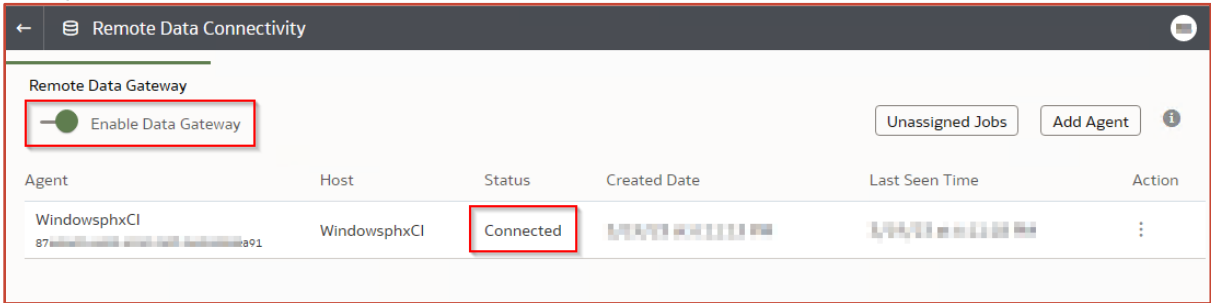 Remote Data Connectivity
Remote Data Gateway
Enable Data Gateway
Unassigned Jobs
Add Agent
Agent Host Status Created Date Last Seen Time Action
WindowsphxCI
WindowsphxCI Connected